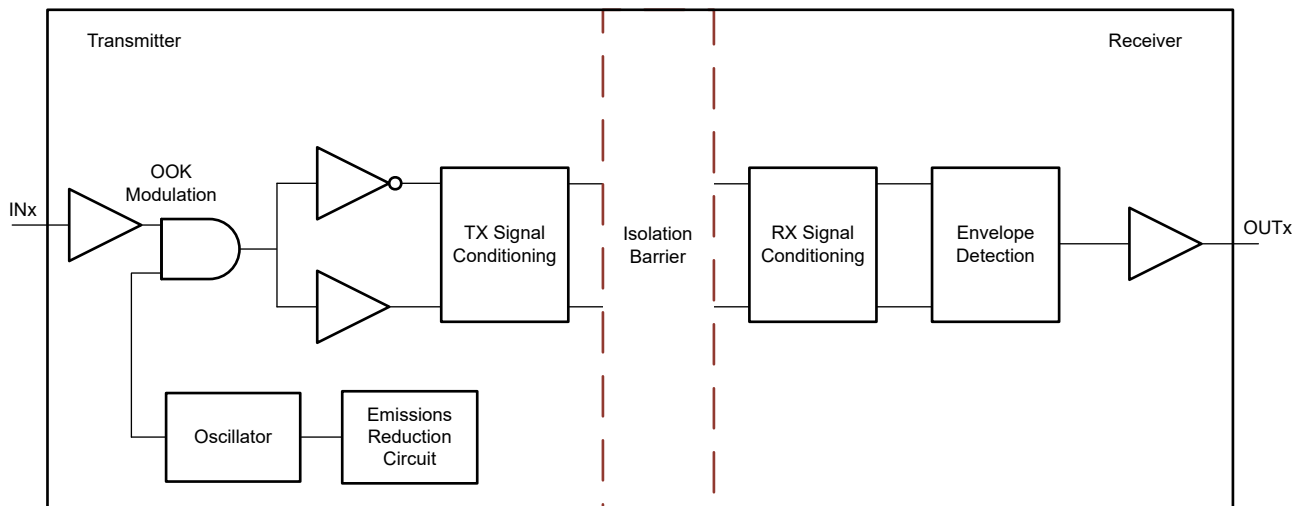 Transmitter
Receiver
OOK
Modulation
INx
TX Signal
Conditioning
Isolation
Barrier
RX Signal
Conditioning
Envelope
Detection
OUTx
Oscillator
Emissions
Reduction
Circuit